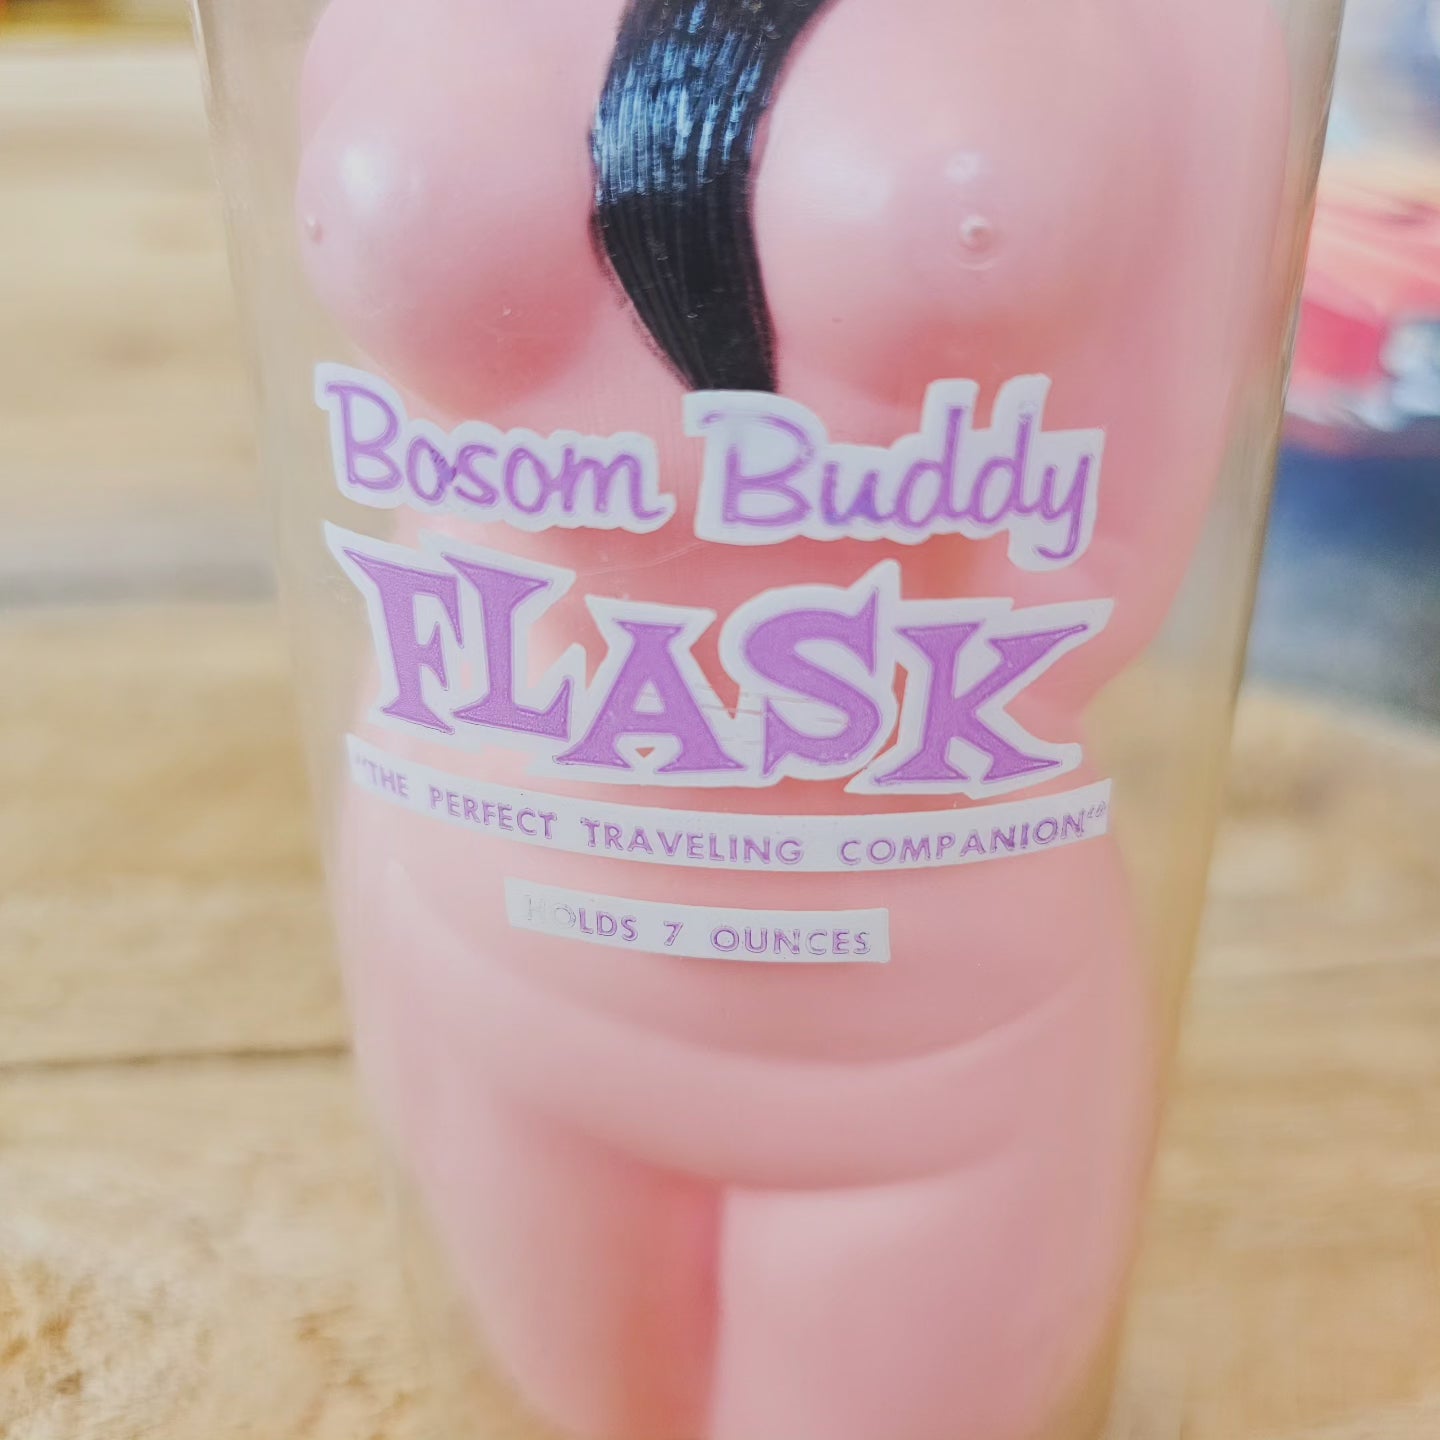 Bosom Buddy
FLASK
"THE PERFECT TRAVELING COMPANION"
HOLDS 7 OUNCES